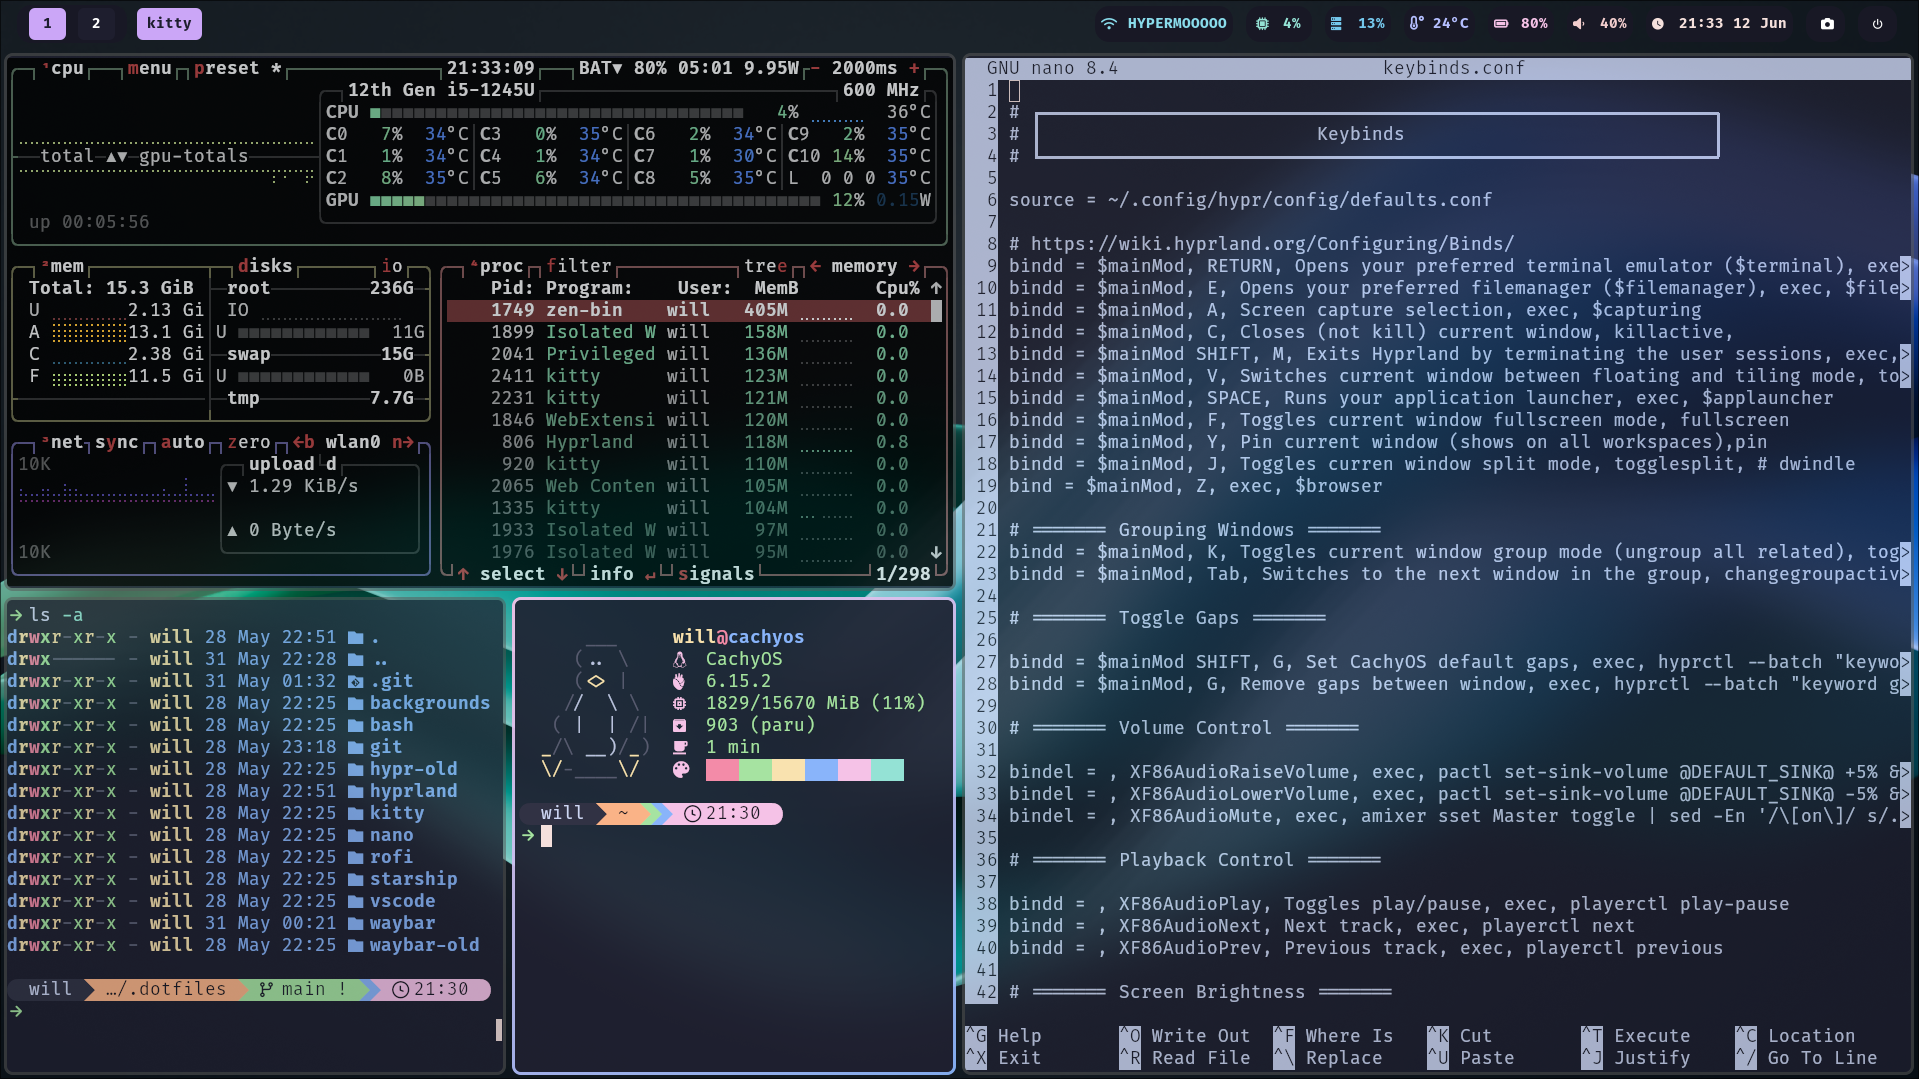 1 2 kitty HYPERMOOOOO 4% 13% 24°C 80% 40% 21:33 12 Jun
¹cpu menu preset * 21:33:09 BAT▼ 80% 05:01 9.95W - 2000ms +
12th Gen i5-1245U 600 MHz
CPU 4% 36°C
C0 7% 34°C C3 0% 35°C C6 2% 34°C C9 2% 35°C
total ▲▼ gpu-totals
C1 1% 34°C C4 1% 34°C C7 1% 30°C C10 14% 35°C
C2 8% 35°C C5 6% 34°C C8 5% 35°C L 0 0 0 35°C
GPU 12% 0.15W
up 00:05:56
²mem disks io
Total: 15.3 GiB root 236G
U 2.13 Gi IO
A 13.1 Gi U 11G
C 2.38 Gi swap 15G
F 11.5 Gi U 0B
tmp 7.7G
³net sync auto zero ←b wlan0 n→
10K upload d
▼ 1.29 KiB/s
▲ 0 Byte/s
10K
⁴proc filter tree ← memory →
Pid: Program: User: MemB Cpu% ↑
1749 zen-bin will 405M 0.0
1899 Isolated W will 158M 0.0
2041 Privileged will 136M 0.0
2411 kitty will 123M 0.0
2231 kitty will 121M 0.0
1846 WebExtensi will 120M 0.0
806 Hyprland will 118M 0.8
920 kitty will 110M 0.0
2065 Web Conten will 105M 0.0
1335 kitty will 104M 0.0
1933 Isolated W will 97M 0.0
1976 Isolated W will 95M 0.0 ↓
↑ select ↓ info ↵ signals 1/298
→ ls -a
drwxr-xr-x - will 28 May 22:51 .
drwx------ - will 31 May 22:28 ..
drwxr-xr-x - will 31 May 01:32 .git
drwxr-xr-x - will 28 May 22:25 backgrounds
drwxr-xr-x - will 28 May 22:25 bash
drwxr-xr-x - will 28 May 23:18 git
drwxr-xr-x - will 28 May 22:25 hypr-old
drwxr-xr-x - will 28 May 22:51 hyprland
drwxr-xr-x - will 28 May 22:25 kitty
drwxr-xr-x - will 28 May 22:25 nano
drwxr-xr-x - will 28 May 22:25 rofi
drwxr-xr-x - will 28 May 22:25 starship
drwxr-xr-x - will 28 May 22:25 vscode
drwxr-xr-x - will 31 May 00:21 waybar
drwxr-xr-x - will 28 May 22:25 waybar-old
will …/.dotfiles main ! 21:30
→
will@cachyos
CachyOS
6.15.2
1829/15670 MiB (11%)
903 (paru)
1 min
will ~ 21:30
→
GNU nano 8.4 keybinds.conf
1
2 #
3 # Keybinds
4 #
5
6 source = ~/.config/hypr/config/defaults.conf
7
8 # https://wiki.hyprland.org/Configuring/Binds/
9 bindd = $mainMod, RETURN, Opens your preferred terminal emulator ($terminal), exe>
10 bindd = $mainMod, E, Opens your preferred filemanager ($filemanager), exec, $file>
11 bindd = $mainMod, A, Screen capture selection, exec, $capturing
12 bindd = $mainMod, C, Closes (not kill) current window, killactive,
13 bindd = $mainMod SHIFT, M, Exits Hyprland by terminating the user sessions, exec,>
14 bindd = $mainMod, V, Switches current window between floating and tiling mode, to>
15 bindd = $mainMod, SPACE, Runs your application launcher, exec, $applauncher
16 bindd = $mainMod, F, Toggles current window fullscreen mode, fullscreen
17 bindd = $mainMod, Y, Pin current window (shows on all workspaces),pin
18 bindd = $mainMod, J, Toggles curren window split mode, togglesplit, # dwindle
19 bind = $mainMod, Z, exec, $browser
20
21 # ======= Grouping Windows =======
22 bindd = $mainMod, K, Toggles current window group mode (ungroup all related), tog>
23 bindd = $mainMod, Tab, Switches to the next window in the group, changegroupactiv>
24
25 # ======= Toggle Gaps =======
26
27 bindd = $mainMod SHIFT, G, Set CachyOS default gaps, exec, hyprctl --batch "keywo>
28 bindd = $mainMod, G, Remove gaps between window, exec, hyprctl --batch "keyword g>
29
30 # ======= Volume Control =======
31
32 bindel = , XF86AudioRaiseVolume, exec, pactl set-sink-volume @DEFAULT_SINK@ +5% &>
33 bindel = , XF86AudioLowerVolume, exec, pactl set-sink-volume @DEFAULT_SINK@ -5% &>
34 bindel = , XF86AudioMute, exec, amixer sset Master toggle | sed -En '/\[on\]/ s/.>
35
36 # ======= Playback Control =======
37
38 bindd = , XF86AudioPlay, Toggles play/pause, exec, playerctl play-pause
39 bindd = , XF86AudioNext, Next track, exec, playerctl next
40 bindd = , XF86AudioPrev, Previous track, exec, playerctl previous
41
42 # ======= Screen Brightness =======
^G Help ^O Write Out ^F Where Is ^K Cut ^T Execute ^C Location
^X Exit ^R Read File ^\ Replace ^U Paste ^J Justify ^/ Go To Line